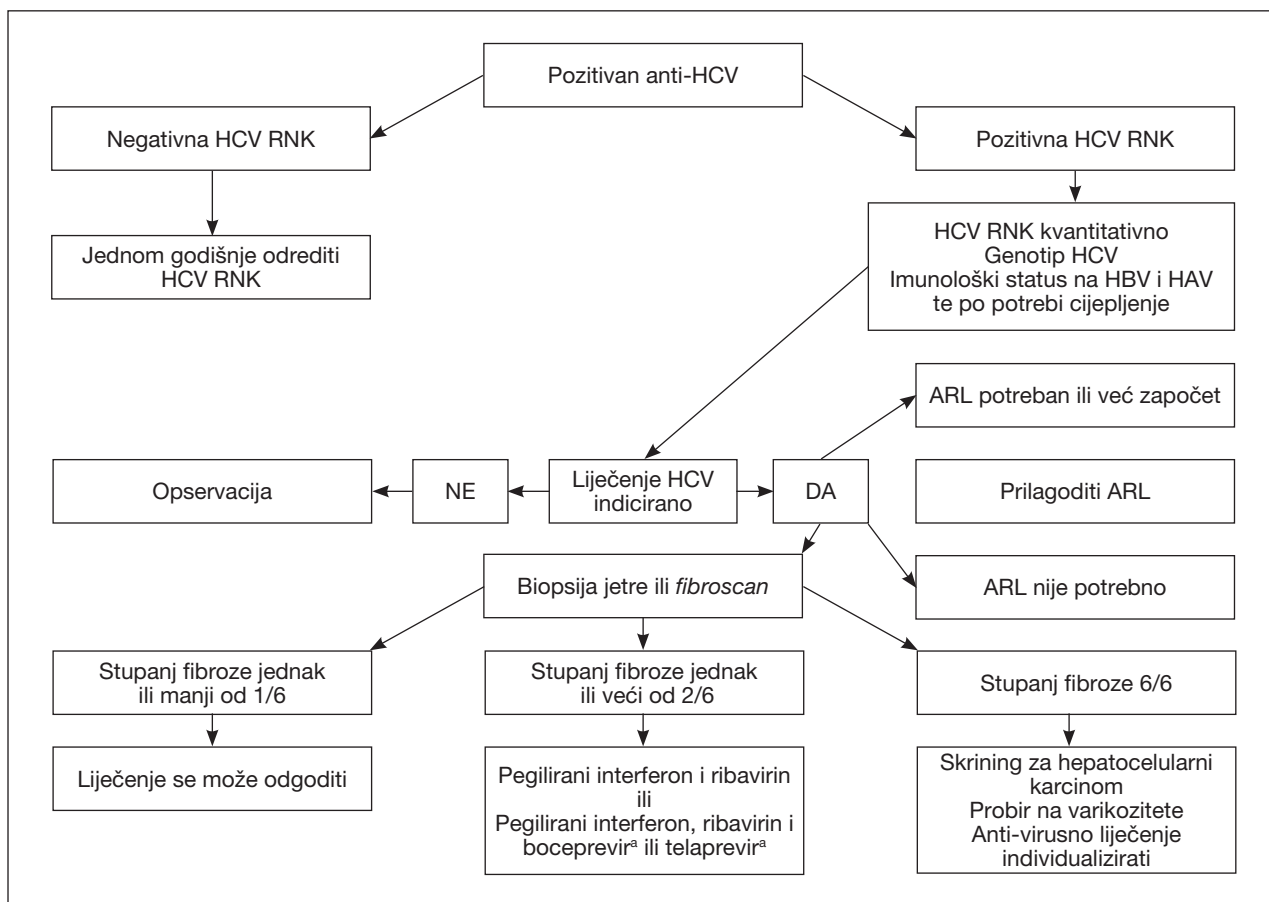 Pozitivan anti-HCV
Negativna HCV RNK
Pozitivna HCV RNK
Jednom godišnje odrediti
HCV RNK
HCV RNK kvantitativno
Genotip HCV
Imunološki status na HBV i HAV
te po potrebi cijepljenje
ARL potreban ili već započet
Opservacija
NE
Liječenje HCV
indicirano
DA
Prilagoditi ARL
Biopsija jetre ili fibroscan
ARL nije potrebno
Stupanj fibroze jednak
ili manji od 1/6
Stupanj fibroze jednak
ili veći od 2/6
Stupanj fibroze 6/6
Liječenje se može odgoditi
Pegilirani interferon i ribavirin
ili
Pegilirani interferon, ribavirin i
boceprevirᵃ ili telaprevirᵃ
Skrining za hepatocelularni
karcinom
Probir na varikozitete
Anti-virusno liječenje
individualizirati